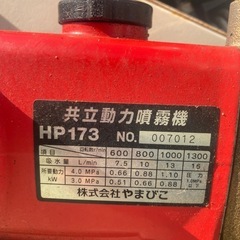 共立動力噴霧機
HP173 NO. 007012
項目 回転数r/min 600 800 1000 1300
吸水量 L/min 7.5 10 13 15
所要動力 kW 4.0 MPa 0.66 0.88 1.10 圧力
3.0 MPa 0.51 0.66 0.88
株式会社やまびこ